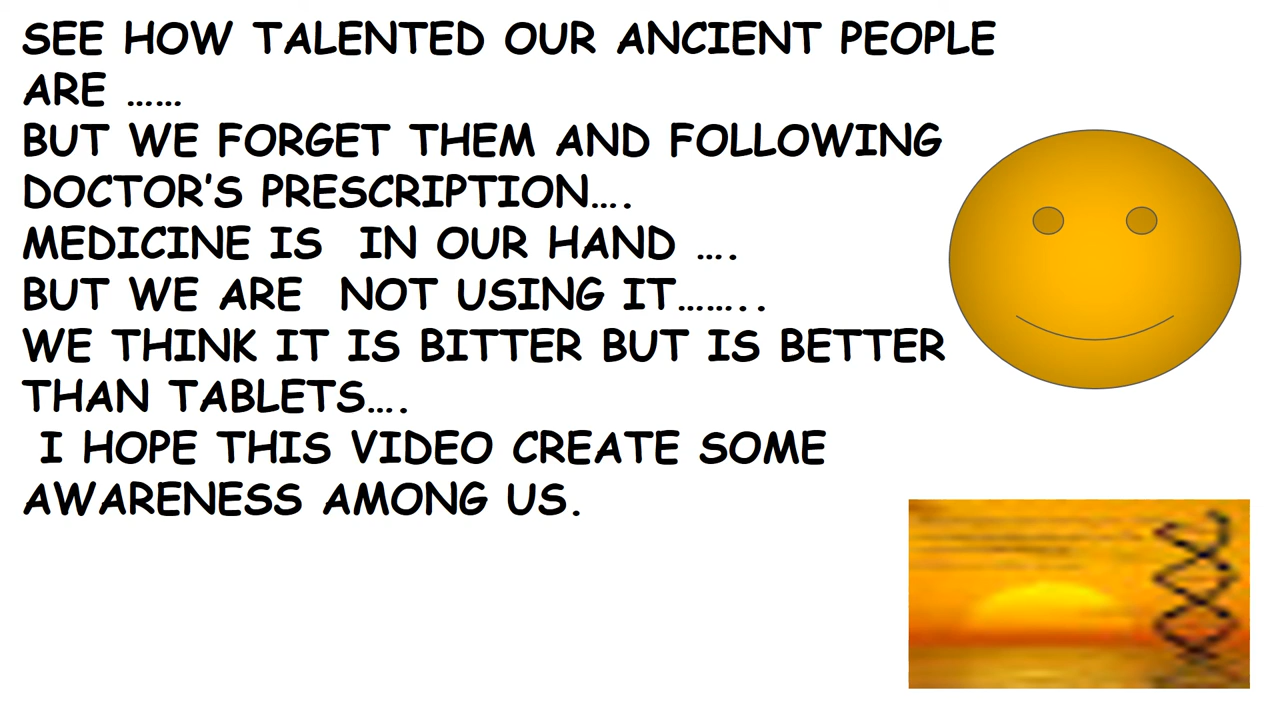 SEE HOW TALENTED OUR ANCIENT PEOPLE
ARE ……
BUT WE FORGET THEM AND FOLLOWING
DOCTOR'S PRESCRIPTION….
MEDICINE IS  IN OUR HAND ….
BUT WE ARE  NOT USING IT……..
WE THINK IT IS BITTER BUT IS BETTER
THAN TABLETS….
I HOPE THIS VIDEO CREATE SOME
AWARENESS AMONG US.